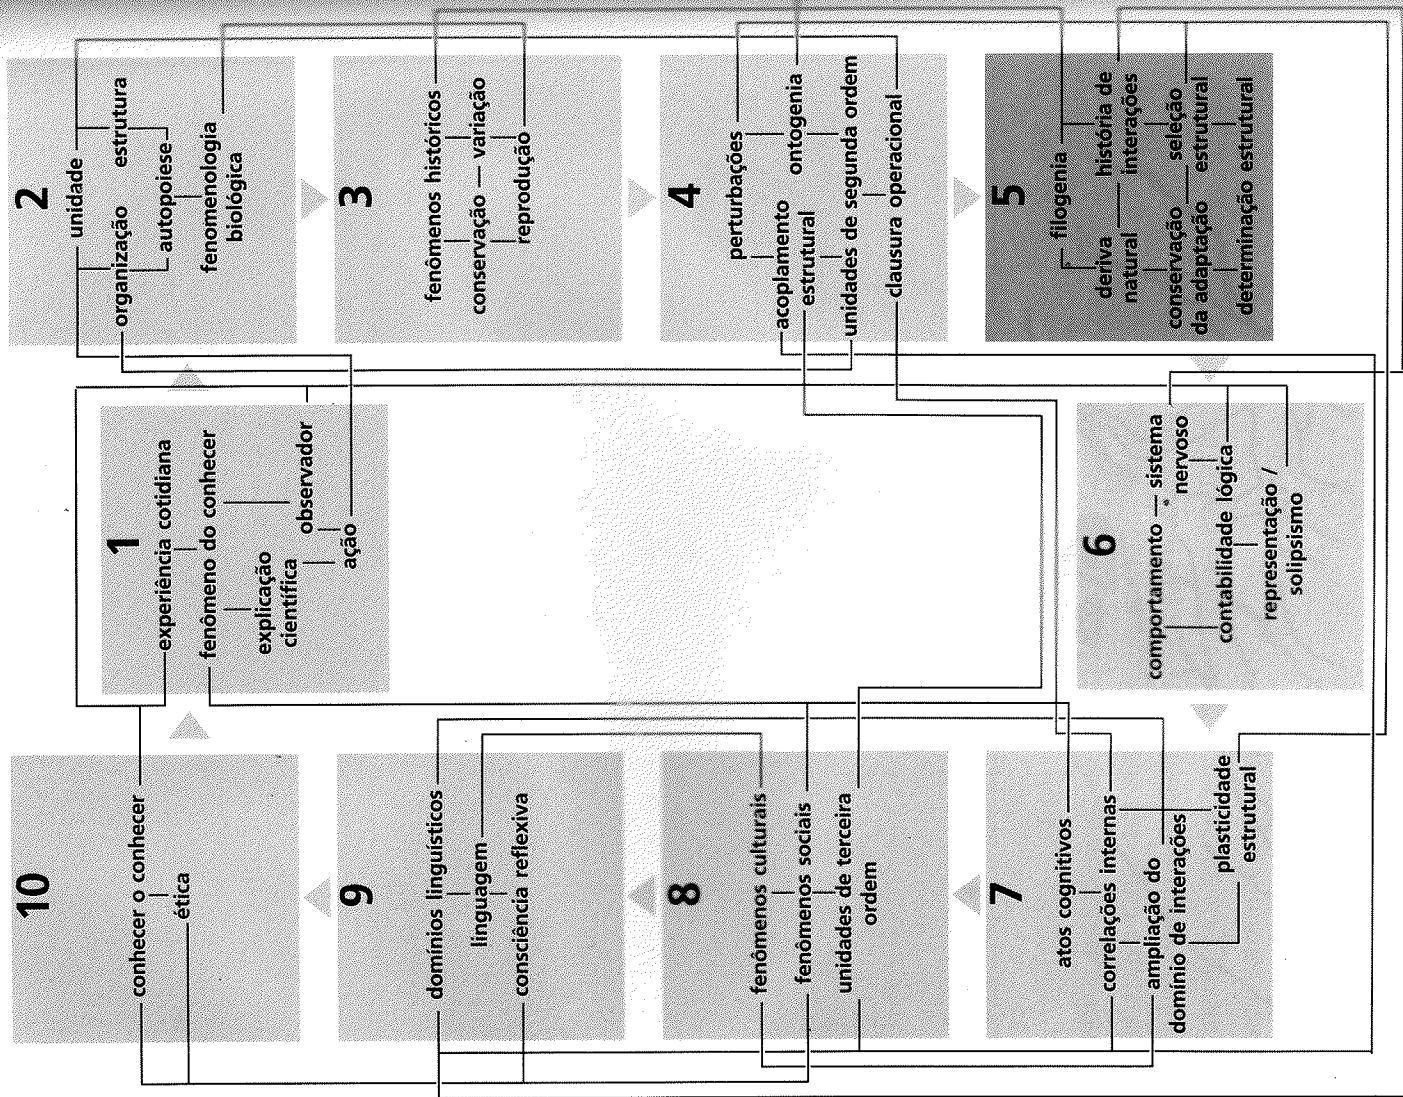 1
experiência cotidiana
fenômeno do conhecer
explicação
científica
observador
ação
2
unidade
organização estrutura
autopoiese
fenomenologia
biológica
3
fenômenos históricos
conservação — variação
reprodução
4
perturbações
acoplamento
estrutural
ontogenia
unidades de segunda ordem
clausura operacional
5
filogenia
deriva
natural
história de
interações
conservação
da adaptação
seleção
estrutural
determinação estrutural
6
comportamento — sistema
nervoso
contabilidade lógica
representação /
solipsismo
7
atos cognitivos
correlações internas
ampliação do
domínio de interações
plasticidade
estrutural
8
fenômenos culturais
fenômenos sociais
unidades de terceira
ordem
9
domínios linguísticos
linguagem
consciência reflexiva
10
conhecer o conhecer
ética